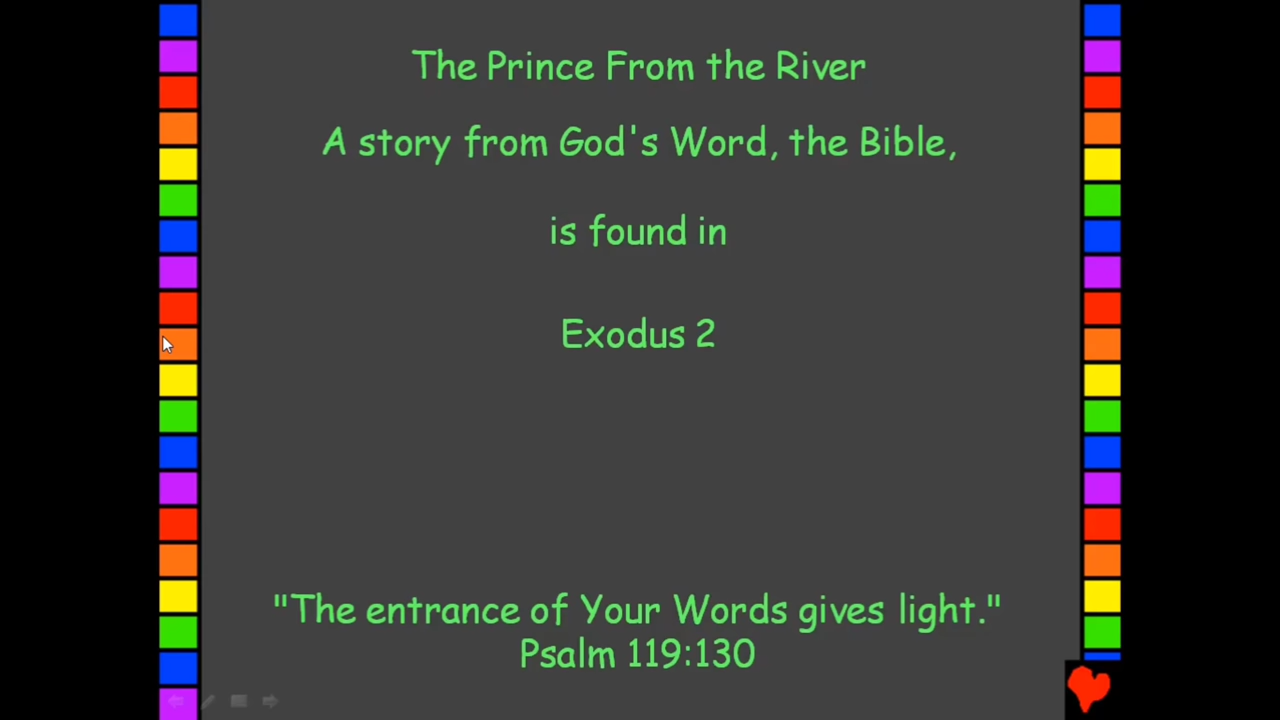 The Prince From the River
A story from God's Word, the Bible,
is found in
Exodus 2
"The entrance of Your Words gives light."
Psalm 119:130